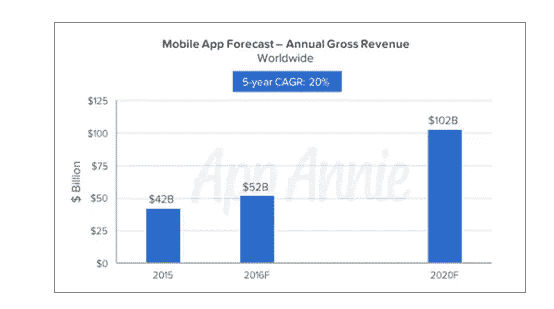 Mobile App Forecast – Annual Gross Revenue
Worldwide
5-year CAGR: 20%
$125
$100
$75
$50
$25
$0
$ Billion
App Annie
$42B
$52B
$102B
2015
2016F
2020F